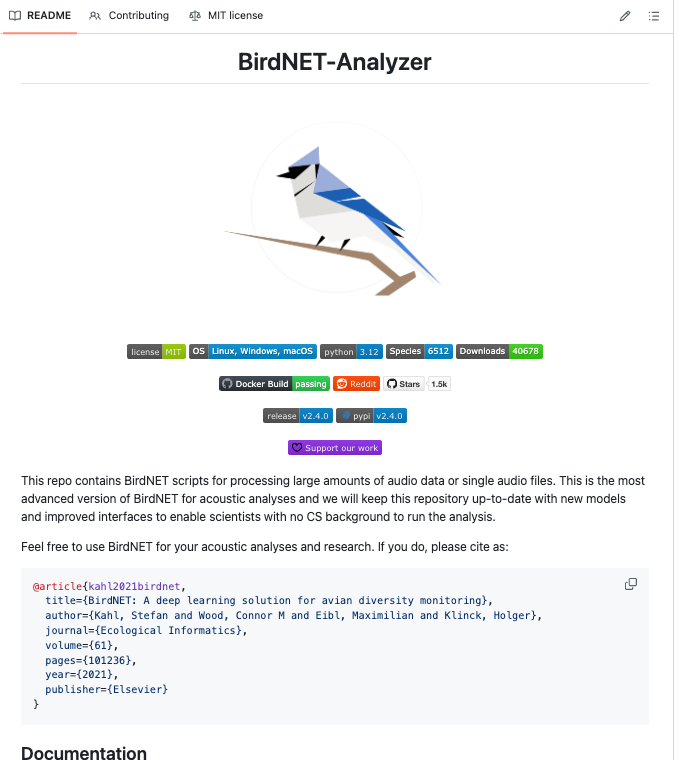 README Contributing MIT license
BirdNET-Analyzer
license MIT OS Linux, Windows, macOS python 3.12 Species 6512 Downloads 40678
Docker Build passing Reddit Stars 1.5k
release v2.4.0 pypi v2.4.0
Support our work
This repo contains BirdNET scripts for processing large amounts of audio data or single audio files. This is the most
advanced version of BirdNET for acoustic analyses and we will keep this repository up-to-date with new models
and improved interfaces to enable scientists with no CS background to run the analysis.
Feel free to use BirdNET for your acoustic analyses and research. If you do, please cite as:
@article{kahl2021birdnet,
  title={BirdNET: A deep learning solution for avian diversity monitoring},
  author={Kahl, Stefan and Wood, Connor M and Eibl, Maximilian and Klinck, Holger},
  journal={Ecological Informatics},
  volume={61},
  pages={101236},
  year={2021},
  publisher={Elsevier}
}
Documentation